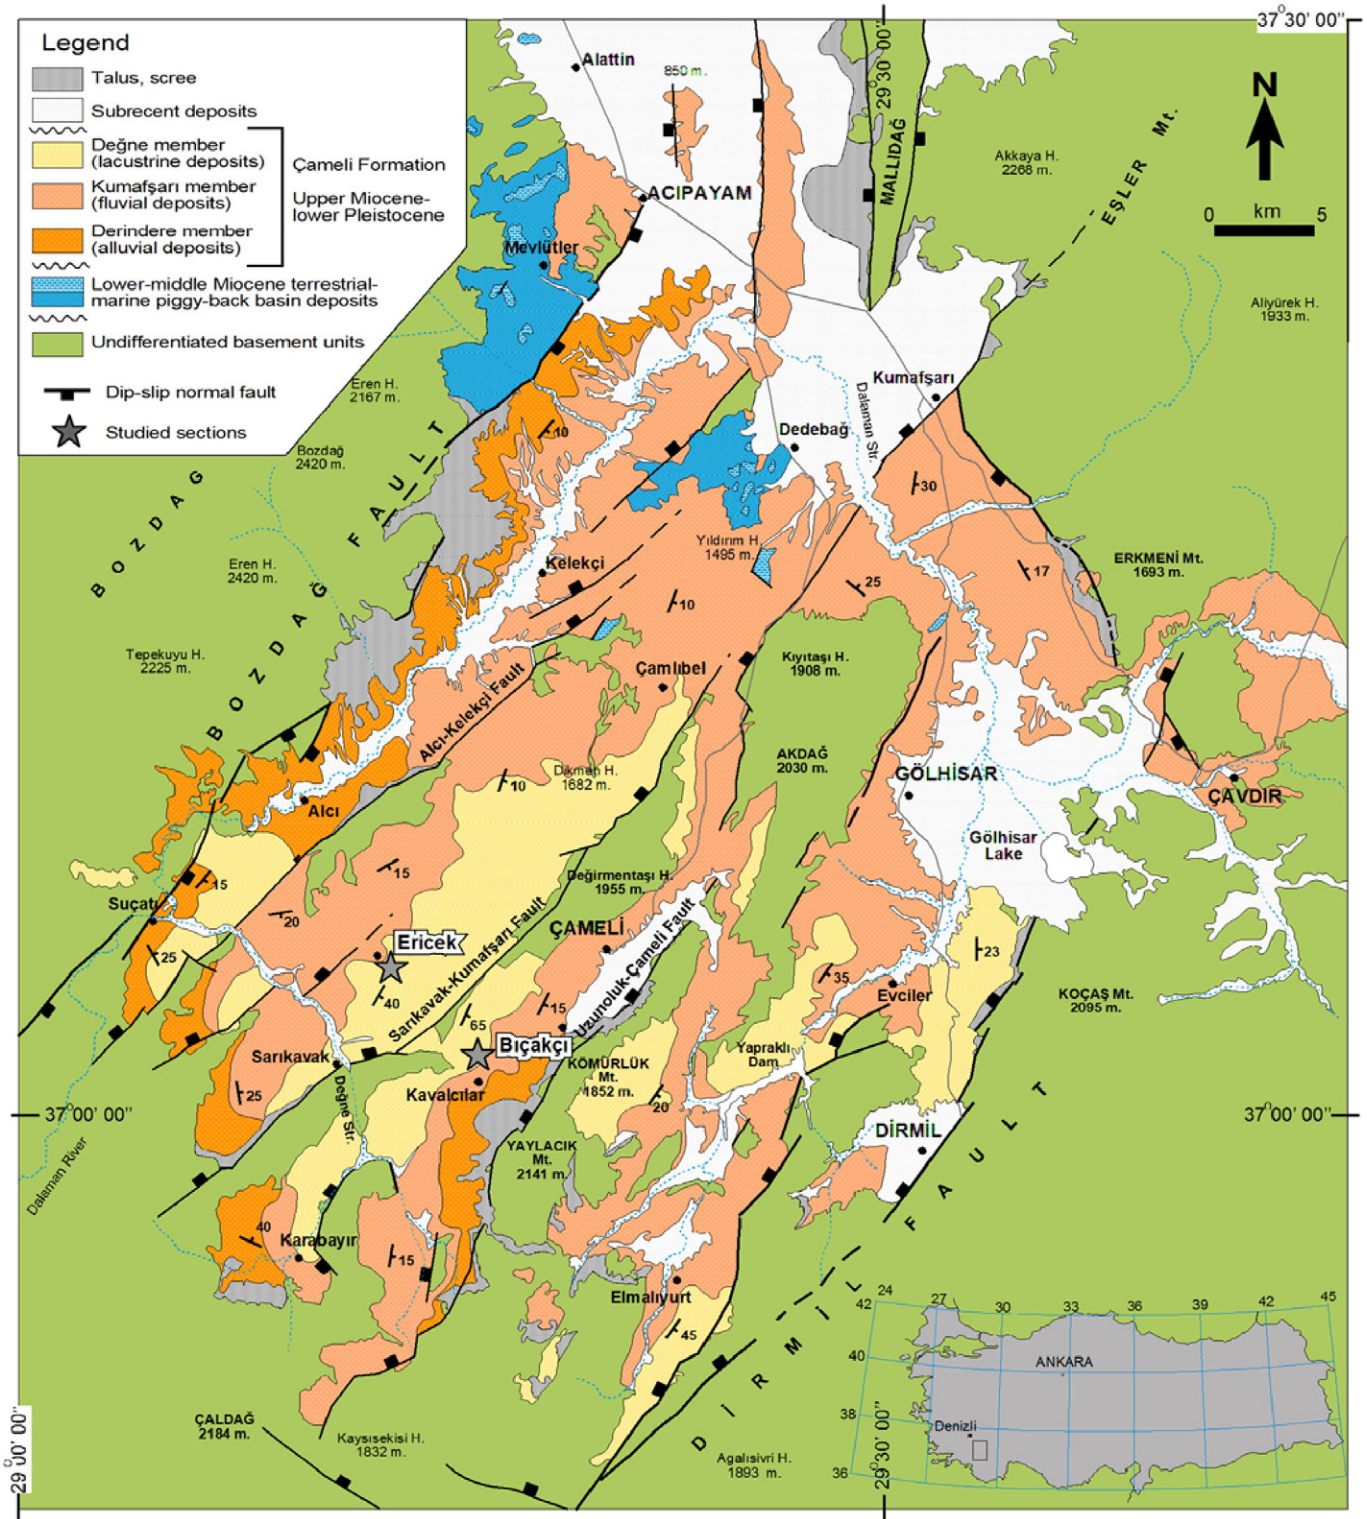 Legend
Talus, scree
Subrecent deposits
Değne member
(lacustrine deposits)
Kumafşarı member
(fluvial deposits)
Derindere member
(alluvial deposits)
Çameli Formation
Upper Miocene-
lower Pleistocene
Lower-middle Miocene terrestrial-
marine piggy-back basin deposits
Undifferentiated basement units
Dip-slip normal fault
Studied sections
37°30' 00"
29°30' 00"
N
0 km 5
Alattin
850 m.
ACIPAYAM
MALLIDAĞ
Akkaya H.
2268 m.
EŞLER Mt.
Mevlütler
Aliyürek H.
1933 m.
Eren H.
2167 m.
Kumafşarı
Dalaman Str.
Dedebağ
10
Bozdağ
2420 m.
BOZDAG
BOZDAĞ FAULT
30
Yıldırım H.
1495 m.
Eren H.
2420 m.
Kelekçi
17
ERKMENİ Mt.
1693 m.
25
10
Tepekuyu H.
2225 m.
Çamlıbel
Kıyıtaşı H.
1908 m.
Alcı-Kelekçi Fault
AKDAĞ
2030 m.
Dikmen H.
1682 m.
10
GÖLHİSAR
ÇAVDIR
Alcı
Gölhisar
Lake
15
15
Değirmentaşı H.
1955 m.
Suçatı
20
Ericek
Sarıkavak-Kumafşarı Fault
ÇAMELİ
Uzunoluk-Çameli Fault
25
23
35
40
Evciler
KOÇAŞ Mt.
2095 m.
15
65
Bıçakçı
Sarıkavak
KÖMÜRLÜK
Mt.
1852 m.
Yapraklı
Dam
Kavalcılar
25
20
Değne Str.
37°00' 00"
37°00' 00"
DİRMİL
Dalaman River
YAYLACIK
Mt.
2141 m.
40
Karabayır
15
Elmalıyurt
45
DİRMİL FAULT
ÇALDAĞ
2184 m.
Kaysısekisi H.
1832 m.
Agalısivri H.
1893 m.
29°00' 00"
29°30' 00"
42 24 27 30 33 36 39 42 45
40
38
36
ANKARA
Denizli